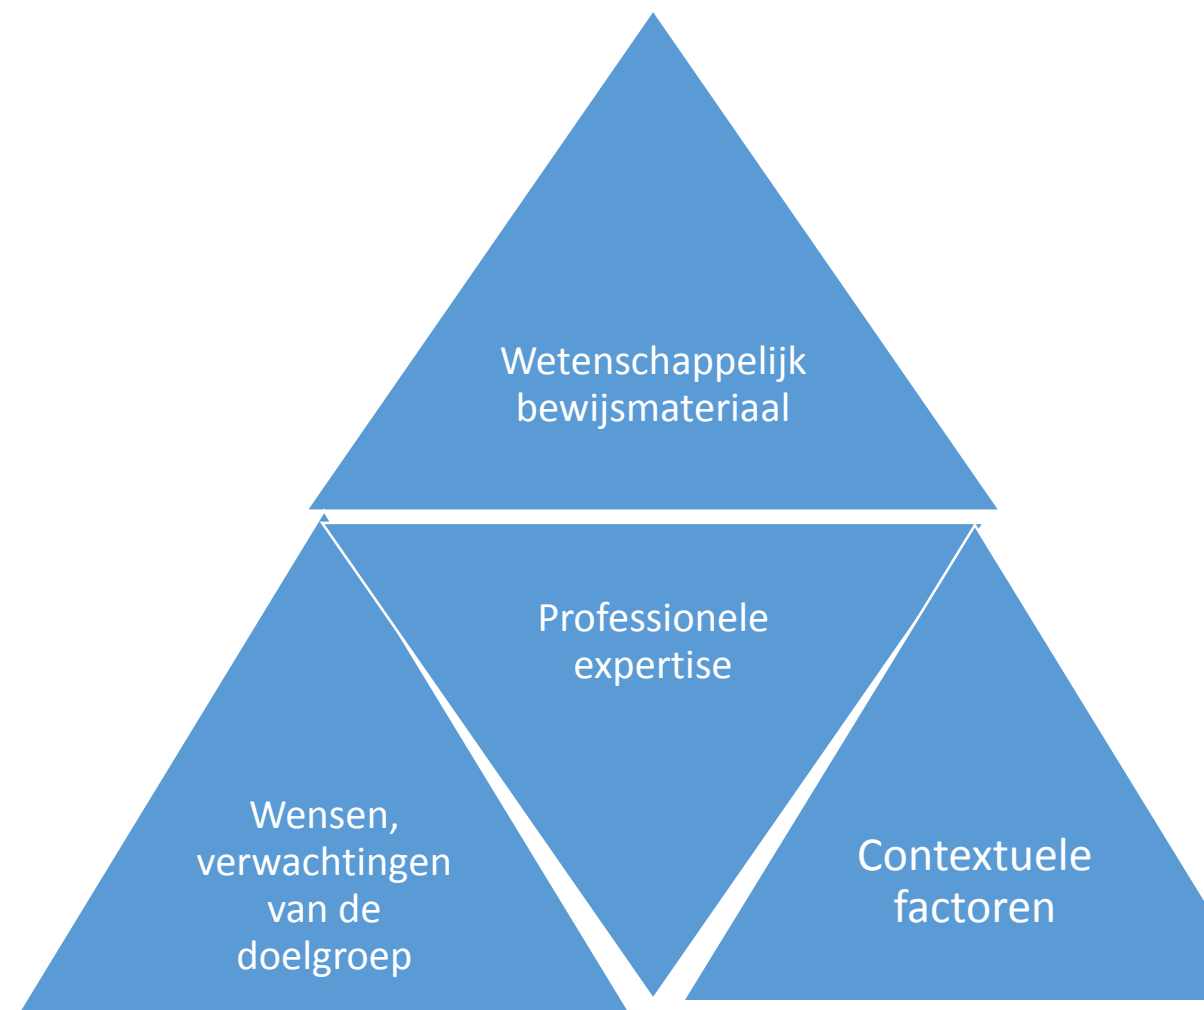 Wetenschappelijk
bewijsmateriaal
Professionele
expertise
Wensen,
verwachtingen
van de
doelgroep
Contextuele
factoren